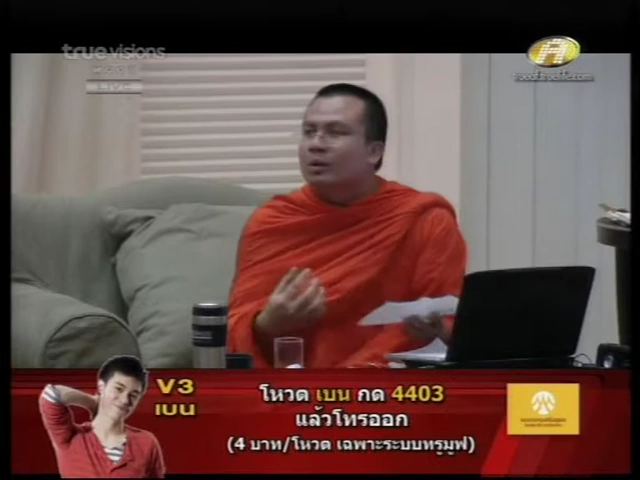 truevisions
LIVE
V3
เบน
โหวต เบน กด 4403
แล้วโทรออก
(4 บาท/โหวต เฉพาะระบบทรูมูฟ)